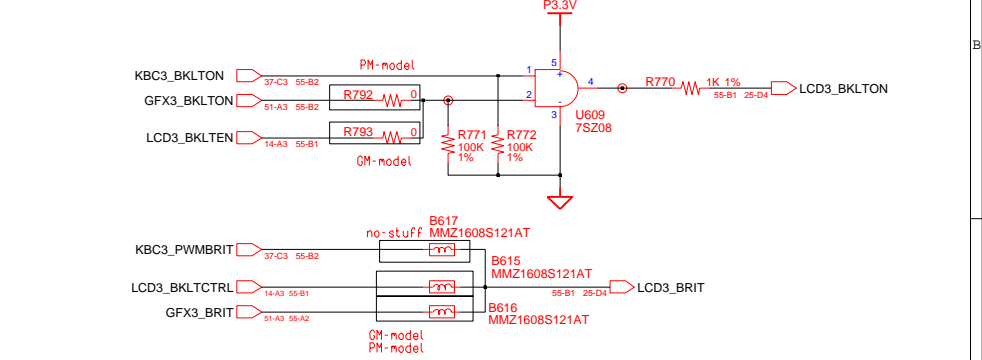 P3.3V
B
PM-model
KBC3_BKLTON
37-C3 55-B2
1
5
+
4
GFX3_BKLTON
51-A3 55-B2
R792
0
2
-
3
R770
1K 1%
55-B1 25-D4
LCD3_BKLTON
LCD3_BKLTEN
14-A3 55-B1
R793
0
R771
100K
1%
R772
100K
1%
U609
7SZ08
GM-model
B617
no-stuff MMZ1608S121AT
KBC3_PWMBRIT
37-C3 55-B2
B615
MMZ1608S121AT
LCD3_BKLTCTRL
14-A3 55-B1
55-B1 25-D4
LCD3_BRIT
GFX3_BRIT
51-A3 55-A2
B616
MMZ1608S121AT
GM-model
PM-model